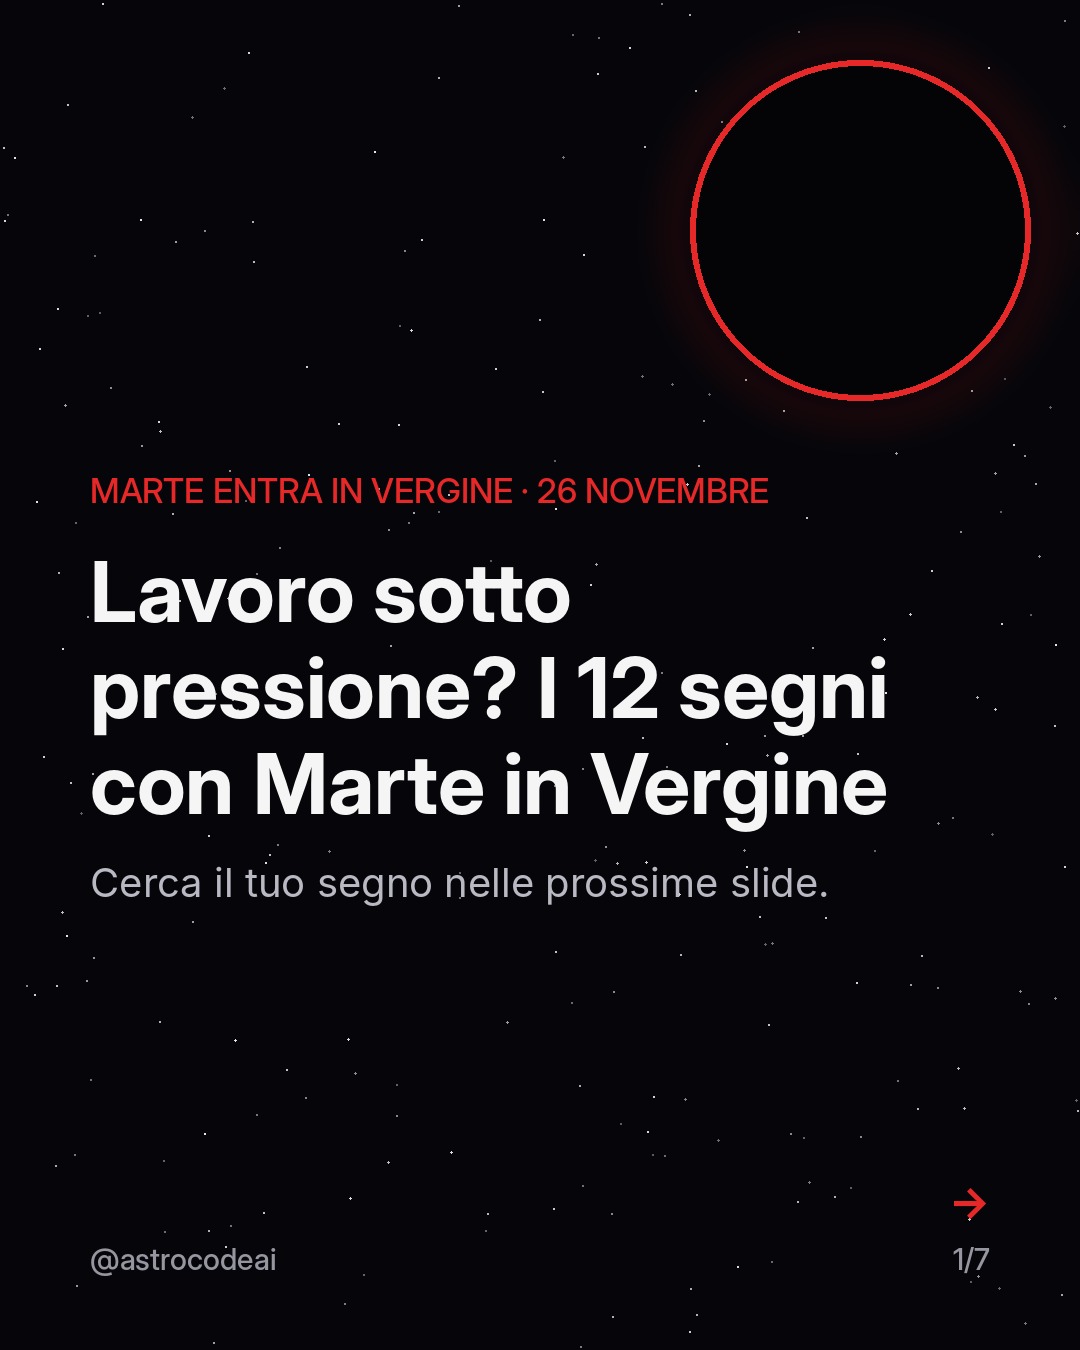 MARTE ENTRA IN VERGINE · 26 NOVEMBRE
Lavoro sotto
pressione? I 12 segni
con Marte in Vergine
Cerca il tuo segno nelle prossime slide.
→
@astrocodeai
1/7